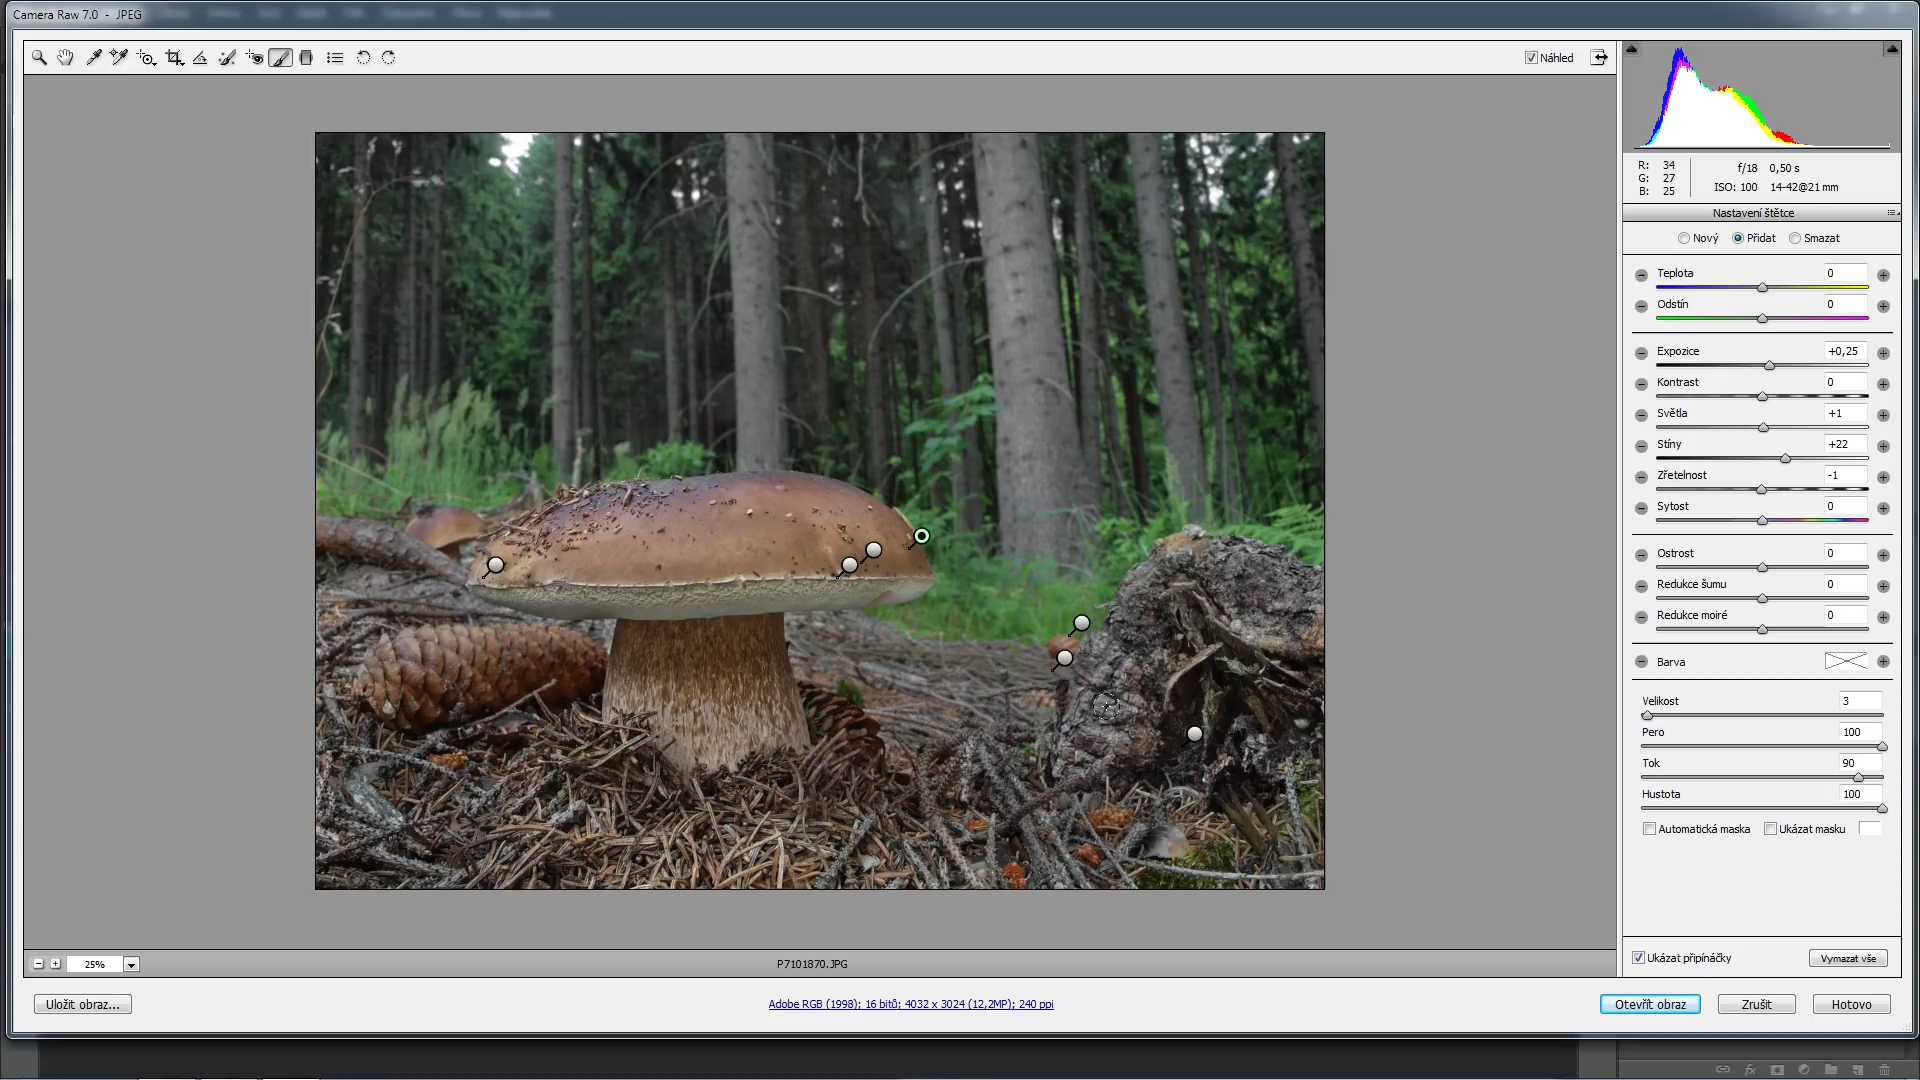 Camera Raw 7.0 - JPEG
Náhled
R: 34
G: 27
B: 25
f/18 0,50 s
ISO: 100 14-42@21 mm
Nastavení štětce
Nový Přidat Smazat
Teplota 0
Odstín 0
Expozice +0,25
Kontrast 0
Světla +1
Stíny +22
Zřetelnost -1
Sytost 0
Ostrost 0
Redukce šumu 0
Redukce moiré 0
Barva
Velikost 3
Pero 100
Tok 90
Hustota 100
Automatická maska Ukázat masku
Ukázat připínáčky Vymazat vše
25% P7101870.JPG
Uložit obraz... Adobe RGB (1998); 16 bitů; 4032 x 3024 (12,2MP); 240 ppi Otevřít obraz Zrušit Hotovo
fx